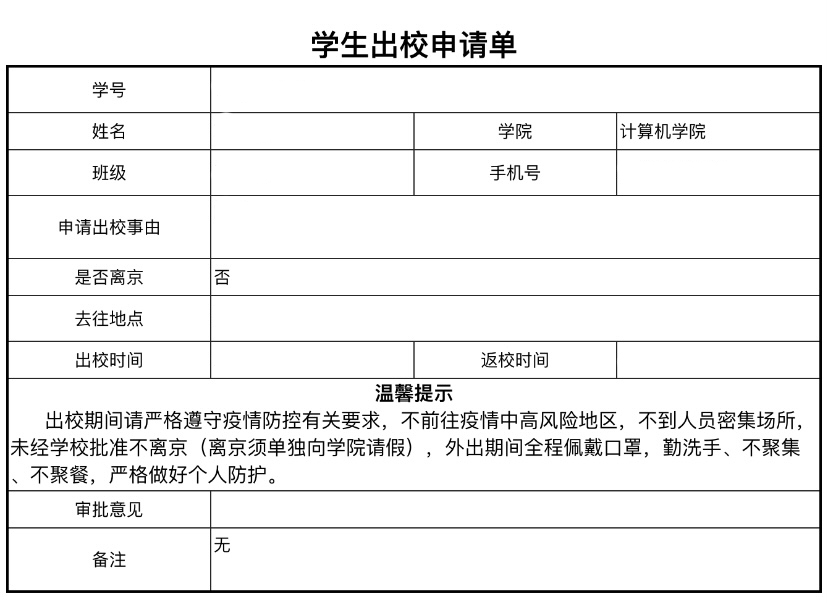 学生出校申请单
学号
姓名 学院 计算机学院
班级 手机号
申请出校事由
是否离京 否
去往地点
出校时间 返校时间
温馨提示
出校期间请严格遵守疫情防控有关要求，不前往疫情中高风险地区，不到人员密集场所，
未经学校批准不离京（离京须单独向学院请假），外出期间全程佩戴口罩，勤洗手、不聚集
、不聚餐，严格做好个人防护。
审批意见
备注 无